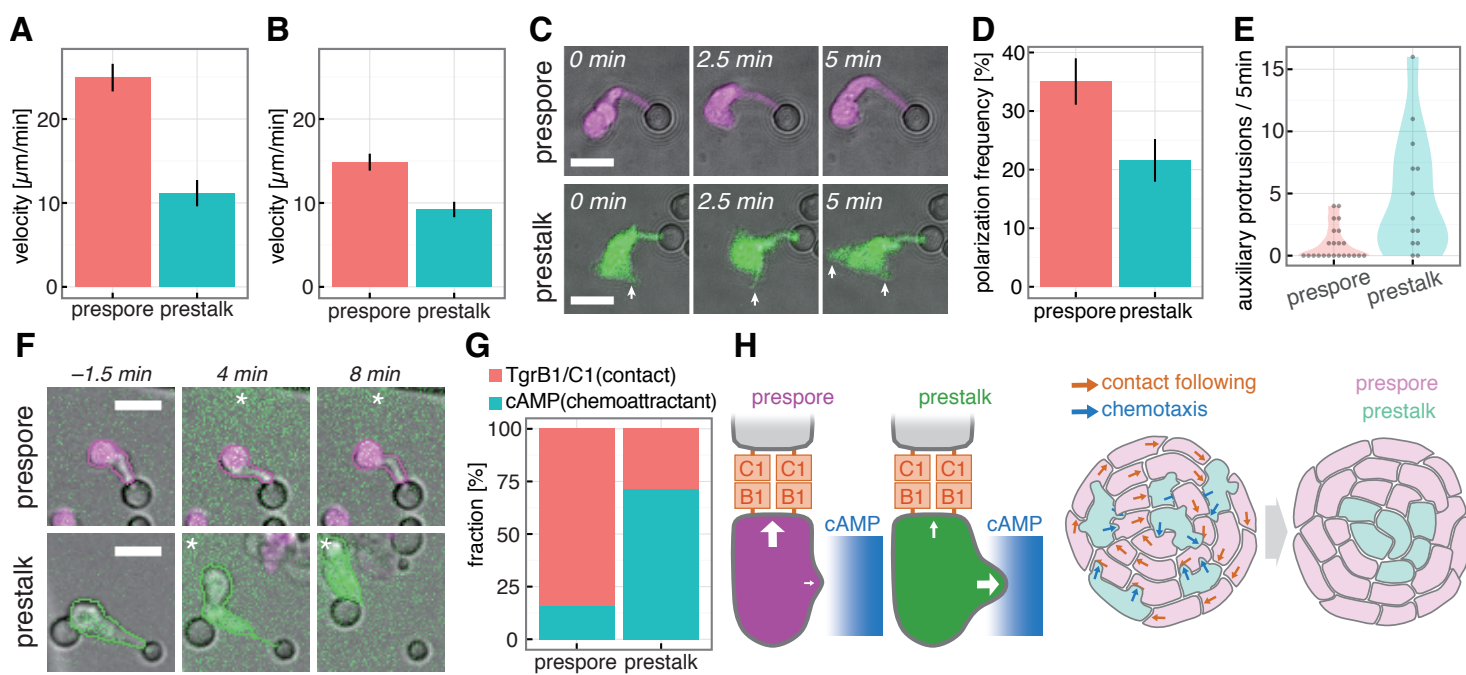 A
velocity [µm/min]
20
10
0
prespore prestalk
B
velocity [µm/min]
20
10
0
prespore prestalk
C
prespore
0 min 2.5 min 5 min
prestalk
0 min 2.5 min 5 min
D
polarization frequency [%]
40
30
20
10
0
prespore prestalk
E
auxiliary protrusions / 5min
15
10
5
0
prespore prestalk
F
–1.5 min 4 min 8 min
prespore
* *
prestalk
* *
G
TgrB1/C1(contact)
cAMP(chemoattractant)
fraction [%]
100
75
50
25
0
prespore prestalk
H
prespore prestalk
C1 C1 C1 C1
B1 B1 B1 B1
cAMP cAMP
contact following
chemotaxis
prespore
prestalk